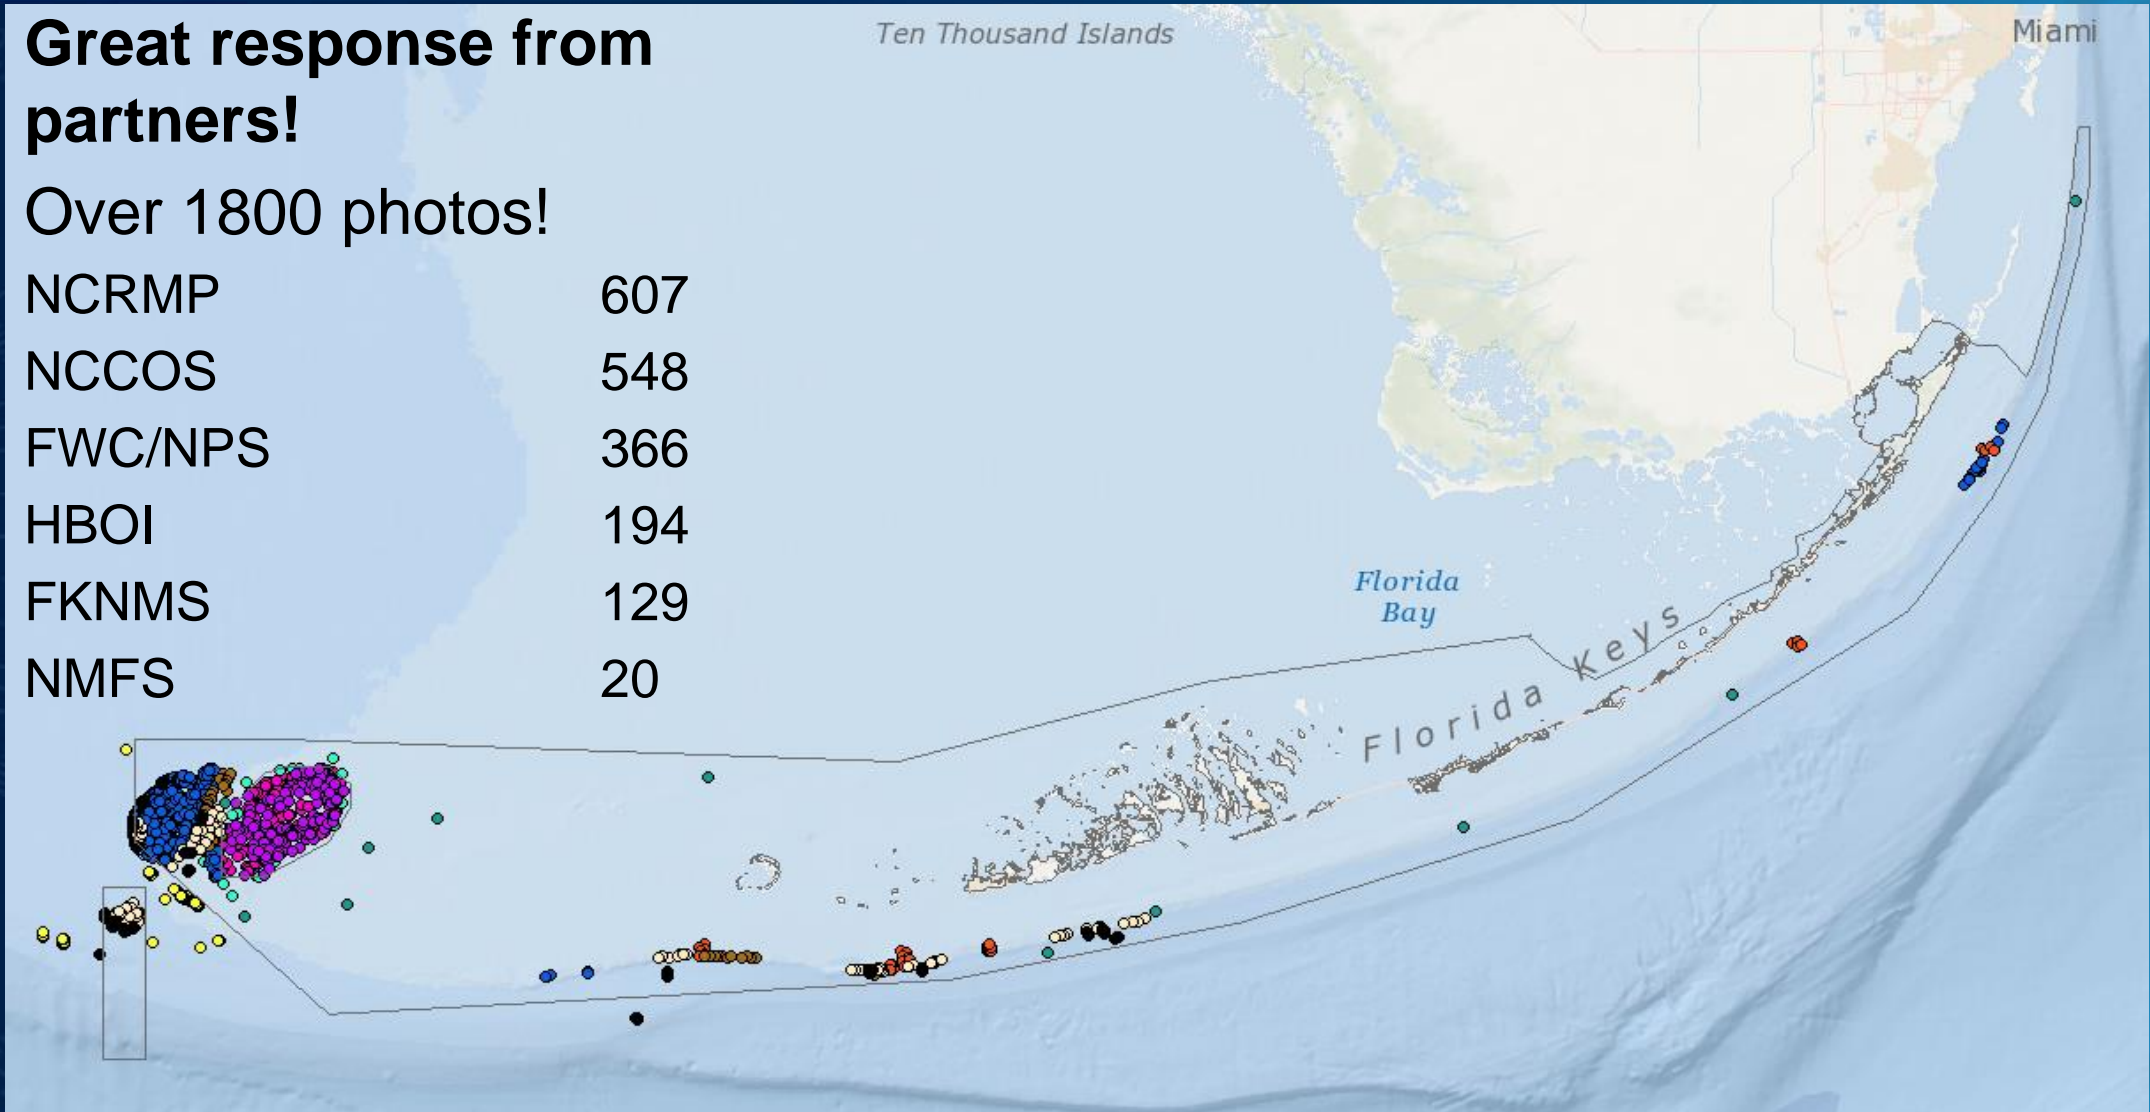 Great response from
partners!
Over 1800 photos!
NCRMP 607
NCCOS 548
FWC/NPS 366
HBOI 194
FKNMS 129
NMFS 20
Ten Thousand Islands
Miami
Florida
Bay
Florida Keys